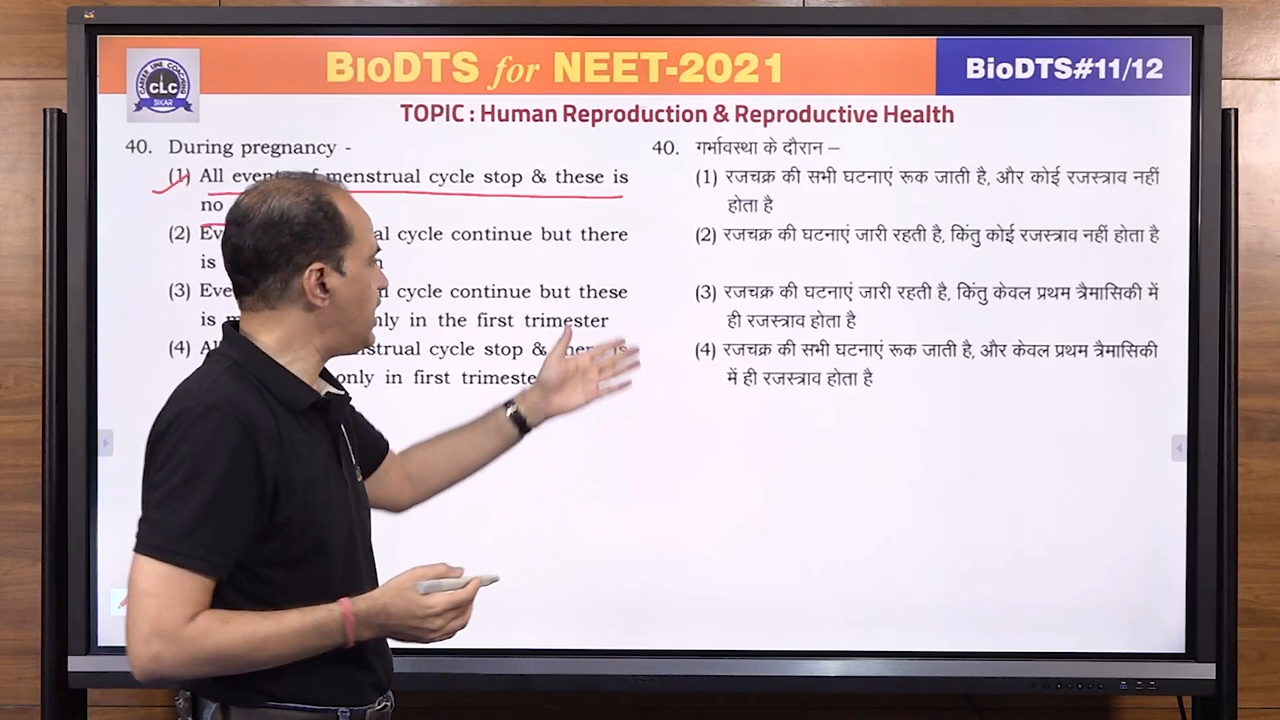 BIODTS for NEET-2021
BioDTS#11/12
CAREER LINE COACHING
CLC
SIKAR
TOPIC : Human Reproduction & Reproductive Health
40. During pregnancy -
(1) All events of menstrual cycle stop & these is
no
(2) Ev al cycle continue but there
is
(3) Eve cycle continue but these
is m nly in the first trimester
(4) Al nstrual cycle stop & there is
only in first trimeste
40. गर्भावस्था के दौरान –
(1) रजचक्र की सभी घटनाएं रूक जाती है, और कोई रजस्त्राव नहीं
होता है
(2) रजचक्र की घटनाएं जारी रहती है, किंतु कोई रजस्त्राव नहीं होता है
(3) रजचक्र की घटनाएं जारी रहती है, किंतु केवल प्रथम त्रैमासिकी में
ही रजस्त्राव होता है
(4) रजचक्र की सभी घटनाएं रूक जाती है, और केवल प्रथम त्रैमासिकी
में ही रजस्त्राव होता है